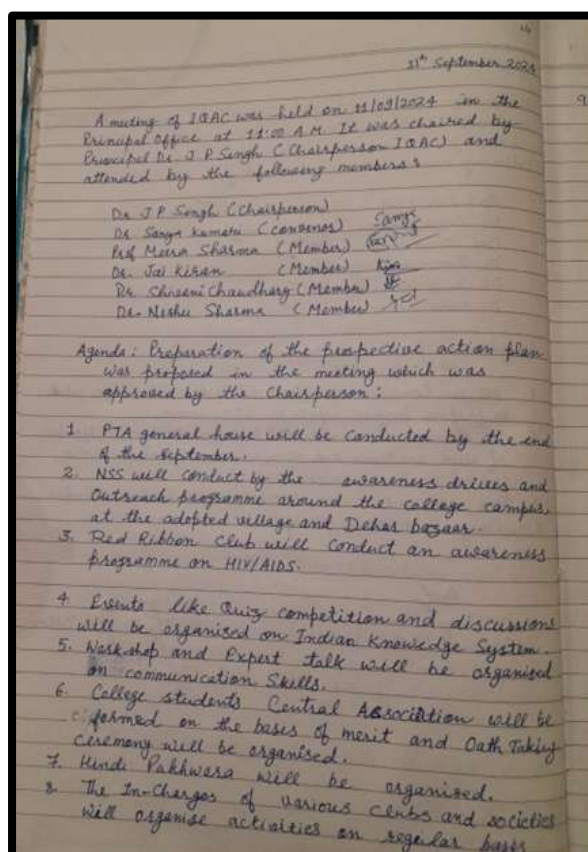 11th September 2024
A meeting of IQAC was held on 11/09/2024 in the
Principal Office at 11:00 A.M. It was chaired by
Principal Dr. J P Singh (Chairperson IQAC) and
attended by the following members:
Dr J P Singh (Chairperson)
Dr Sanya Kumari (Convenor)
Prof Meera Sharma (Member)
Dr. Jai Kiran (Member)
Dr. Chaudhary (Member)
Dr. Nishu Sharma (Member)
Agenda: Preparation of the prospective action plan
was proposed in the meeting which was
approved by the Chairperson:
1. PTA general house will be conducted by the end
of the September.
2. NSS will conduct by the awareness drives and
Outreach programme around the college campus,
at the adopted village and Dehar bazaar.
3. Red Ribbon Club will conduct an awareness
programme on HIV/AIDS.
4. Events like Quiz competition and discussions
will be organised on Indian Knowledge System.
5. Workshop and Expert talk will be organised
on communication Skills.
6. College students Central Association will be
formed on the bases of merit and Oath Taking
ceremony will be organised.
7. Hindi Pakhwara will be organised.
8. The In-Charges of various clubs and societies
will organise activities on regular bases